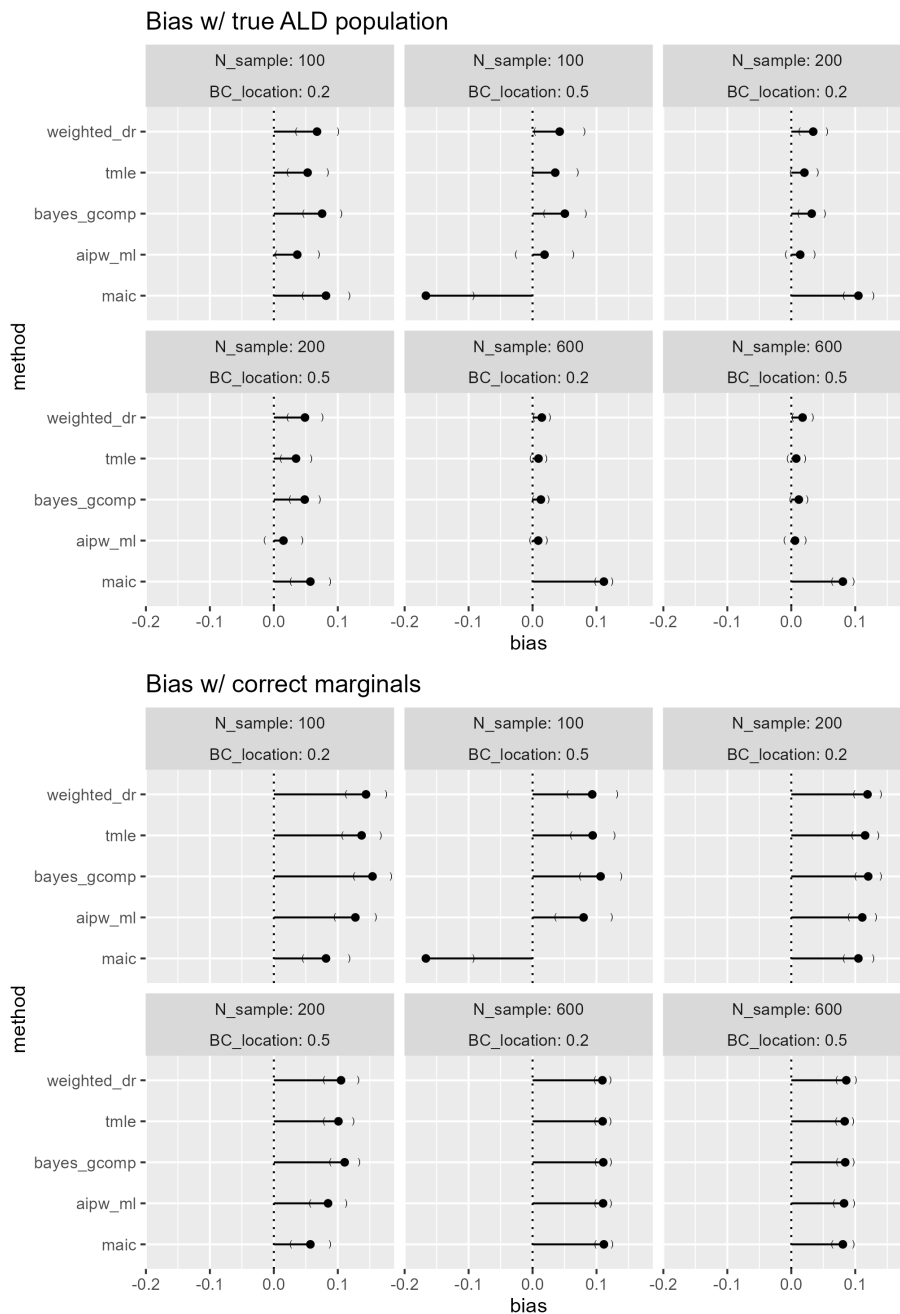 Bias w/ true ALD population
N_sample: 100
BC_location: 0.2
N_sample: 100
BC_location: 0.5
N_sample: 200
BC_location: 0.2
weighted_dr
tmle
bayes_gcomp
aipw_ml
maic
N_sample: 200
BC_location: 0.5
N_sample: 600
BC_location: 0.2
N_sample: 600
BC_location: 0.5
weighted_dr
tmle
bayes_gcomp
aipw_ml
maic
method
-0.2 -0.1 0.0 0.1 -0.2 -0.1 0.0 0.1 -0.2 -0.1 0.0 0.1
bias
Bias w/ correct marginals
N_sample: 100
BC_location: 0.2
N_sample: 100
BC_location: 0.5
N_sample: 200
BC_location: 0.2
weighted_dr
tmle
bayes_gcomp
aipw_ml
maic
N_sample: 200
BC_location: 0.5
N_sample: 600
BC_location: 0.2
N_sample: 600
BC_location: 0.5
weighted_dr
tmle
bayes_gcomp
aipw_ml
maic
method
-0.2 -0.1 0.0 0.1 -0.2 -0.1 0.0 0.1 -0.2 -0.1 0.0 0.1
bias